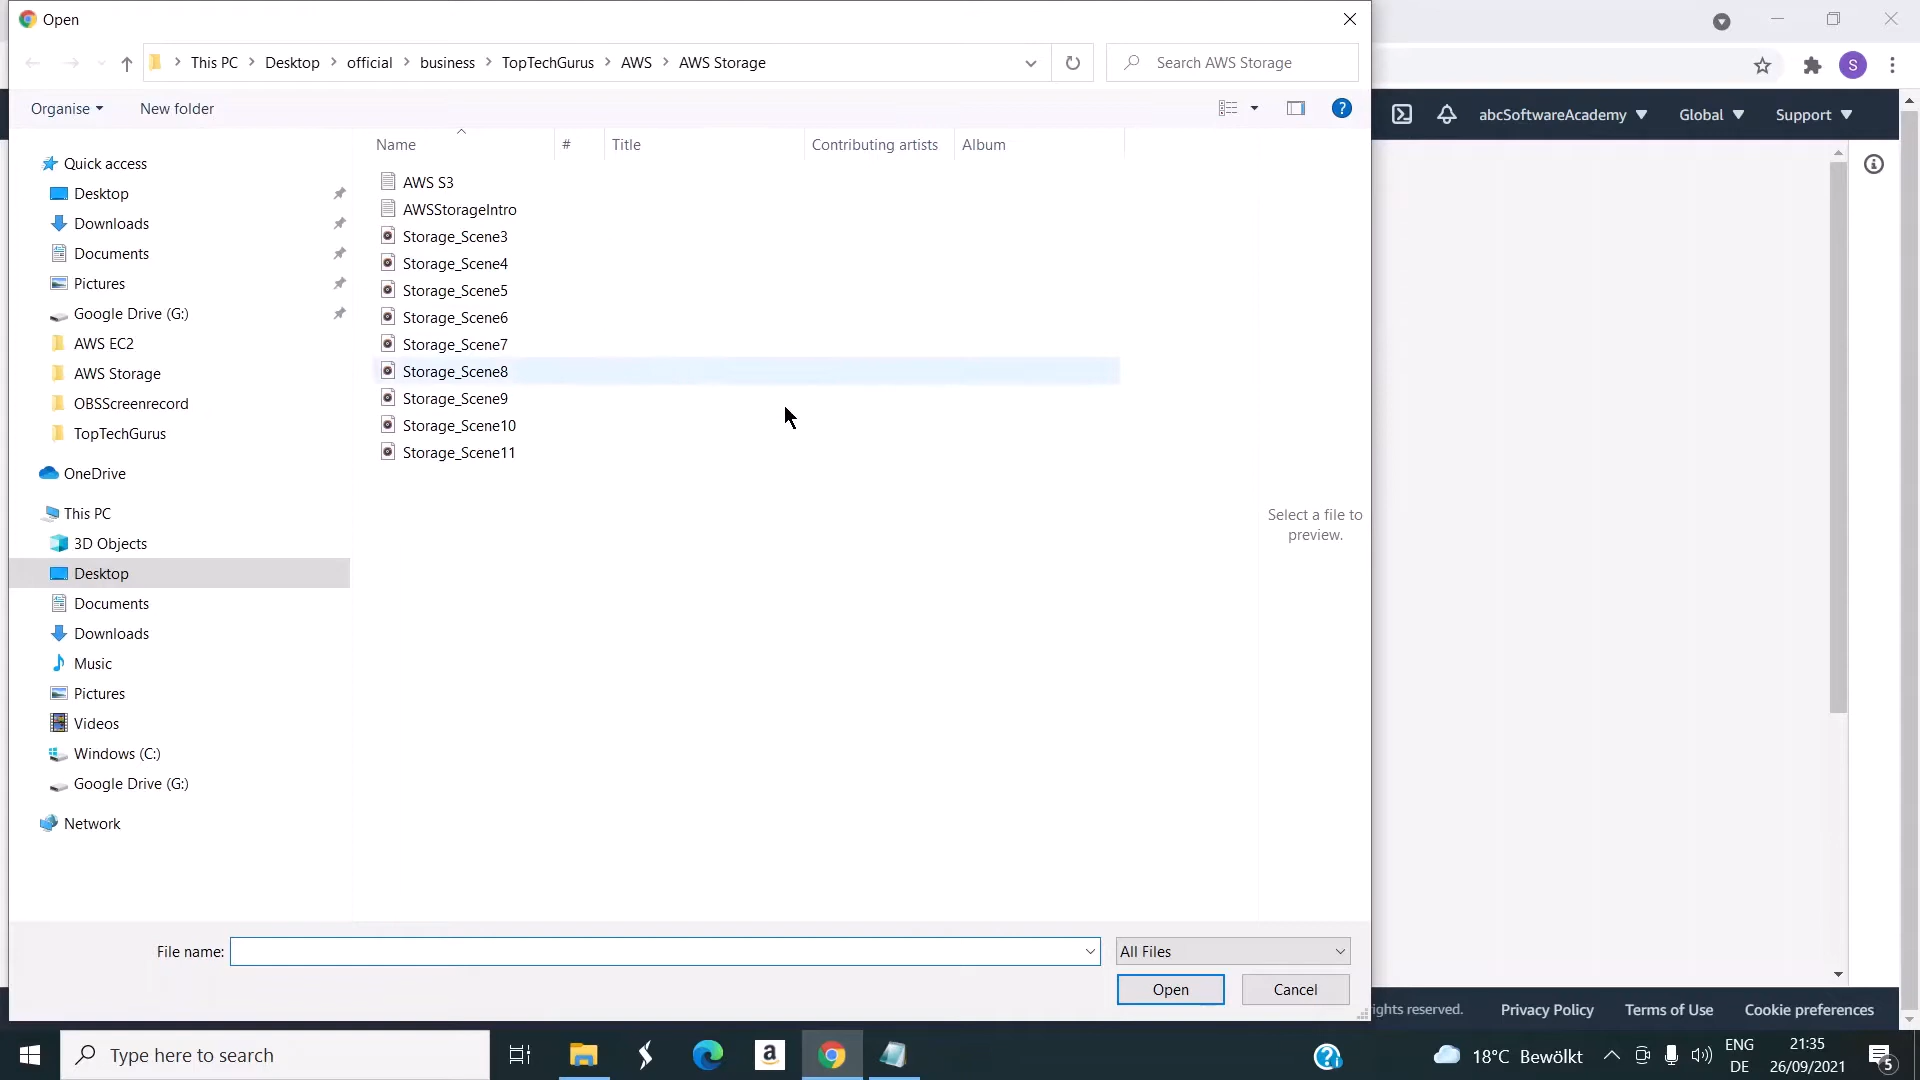 Open
This PC > Desktop > official > business > TopTechGurus > AWS > AWS Storage
Search AWS Storage
Organise
New folder
abcSoftwareAcademy
Global
Support
Name
#
Title
Contributing artists
Album
Quick access
Desktop
Downloads
Documents
Pictures
Google Drive (G:)
AWS EC2
AWS Storage
OBSScreenrecord
TopTechGurus
OneDrive
This PC
3D Objects
Desktop
Documents
Downloads
Music
Pictures
Videos
Windows (C:)
Google Drive (G:)
Network
AWS S3
AWSStorageIntro
Storage_Scene3
Storage_Scene4
Storage_Scene5
Storage_Scene6
Storage_Scene7
Storage_Scene8
Storage_Scene9
Storage_Scene10
Storage_Scene11
Select a file to
preview.
S
File name:
All Files
Open
Cancel
ights reserved.
Privacy Policy
Terms of Use
Cookie preferences
Type here to search
a
18°C Bewölkt
ENG
DE
21:35
26/09/2021
5